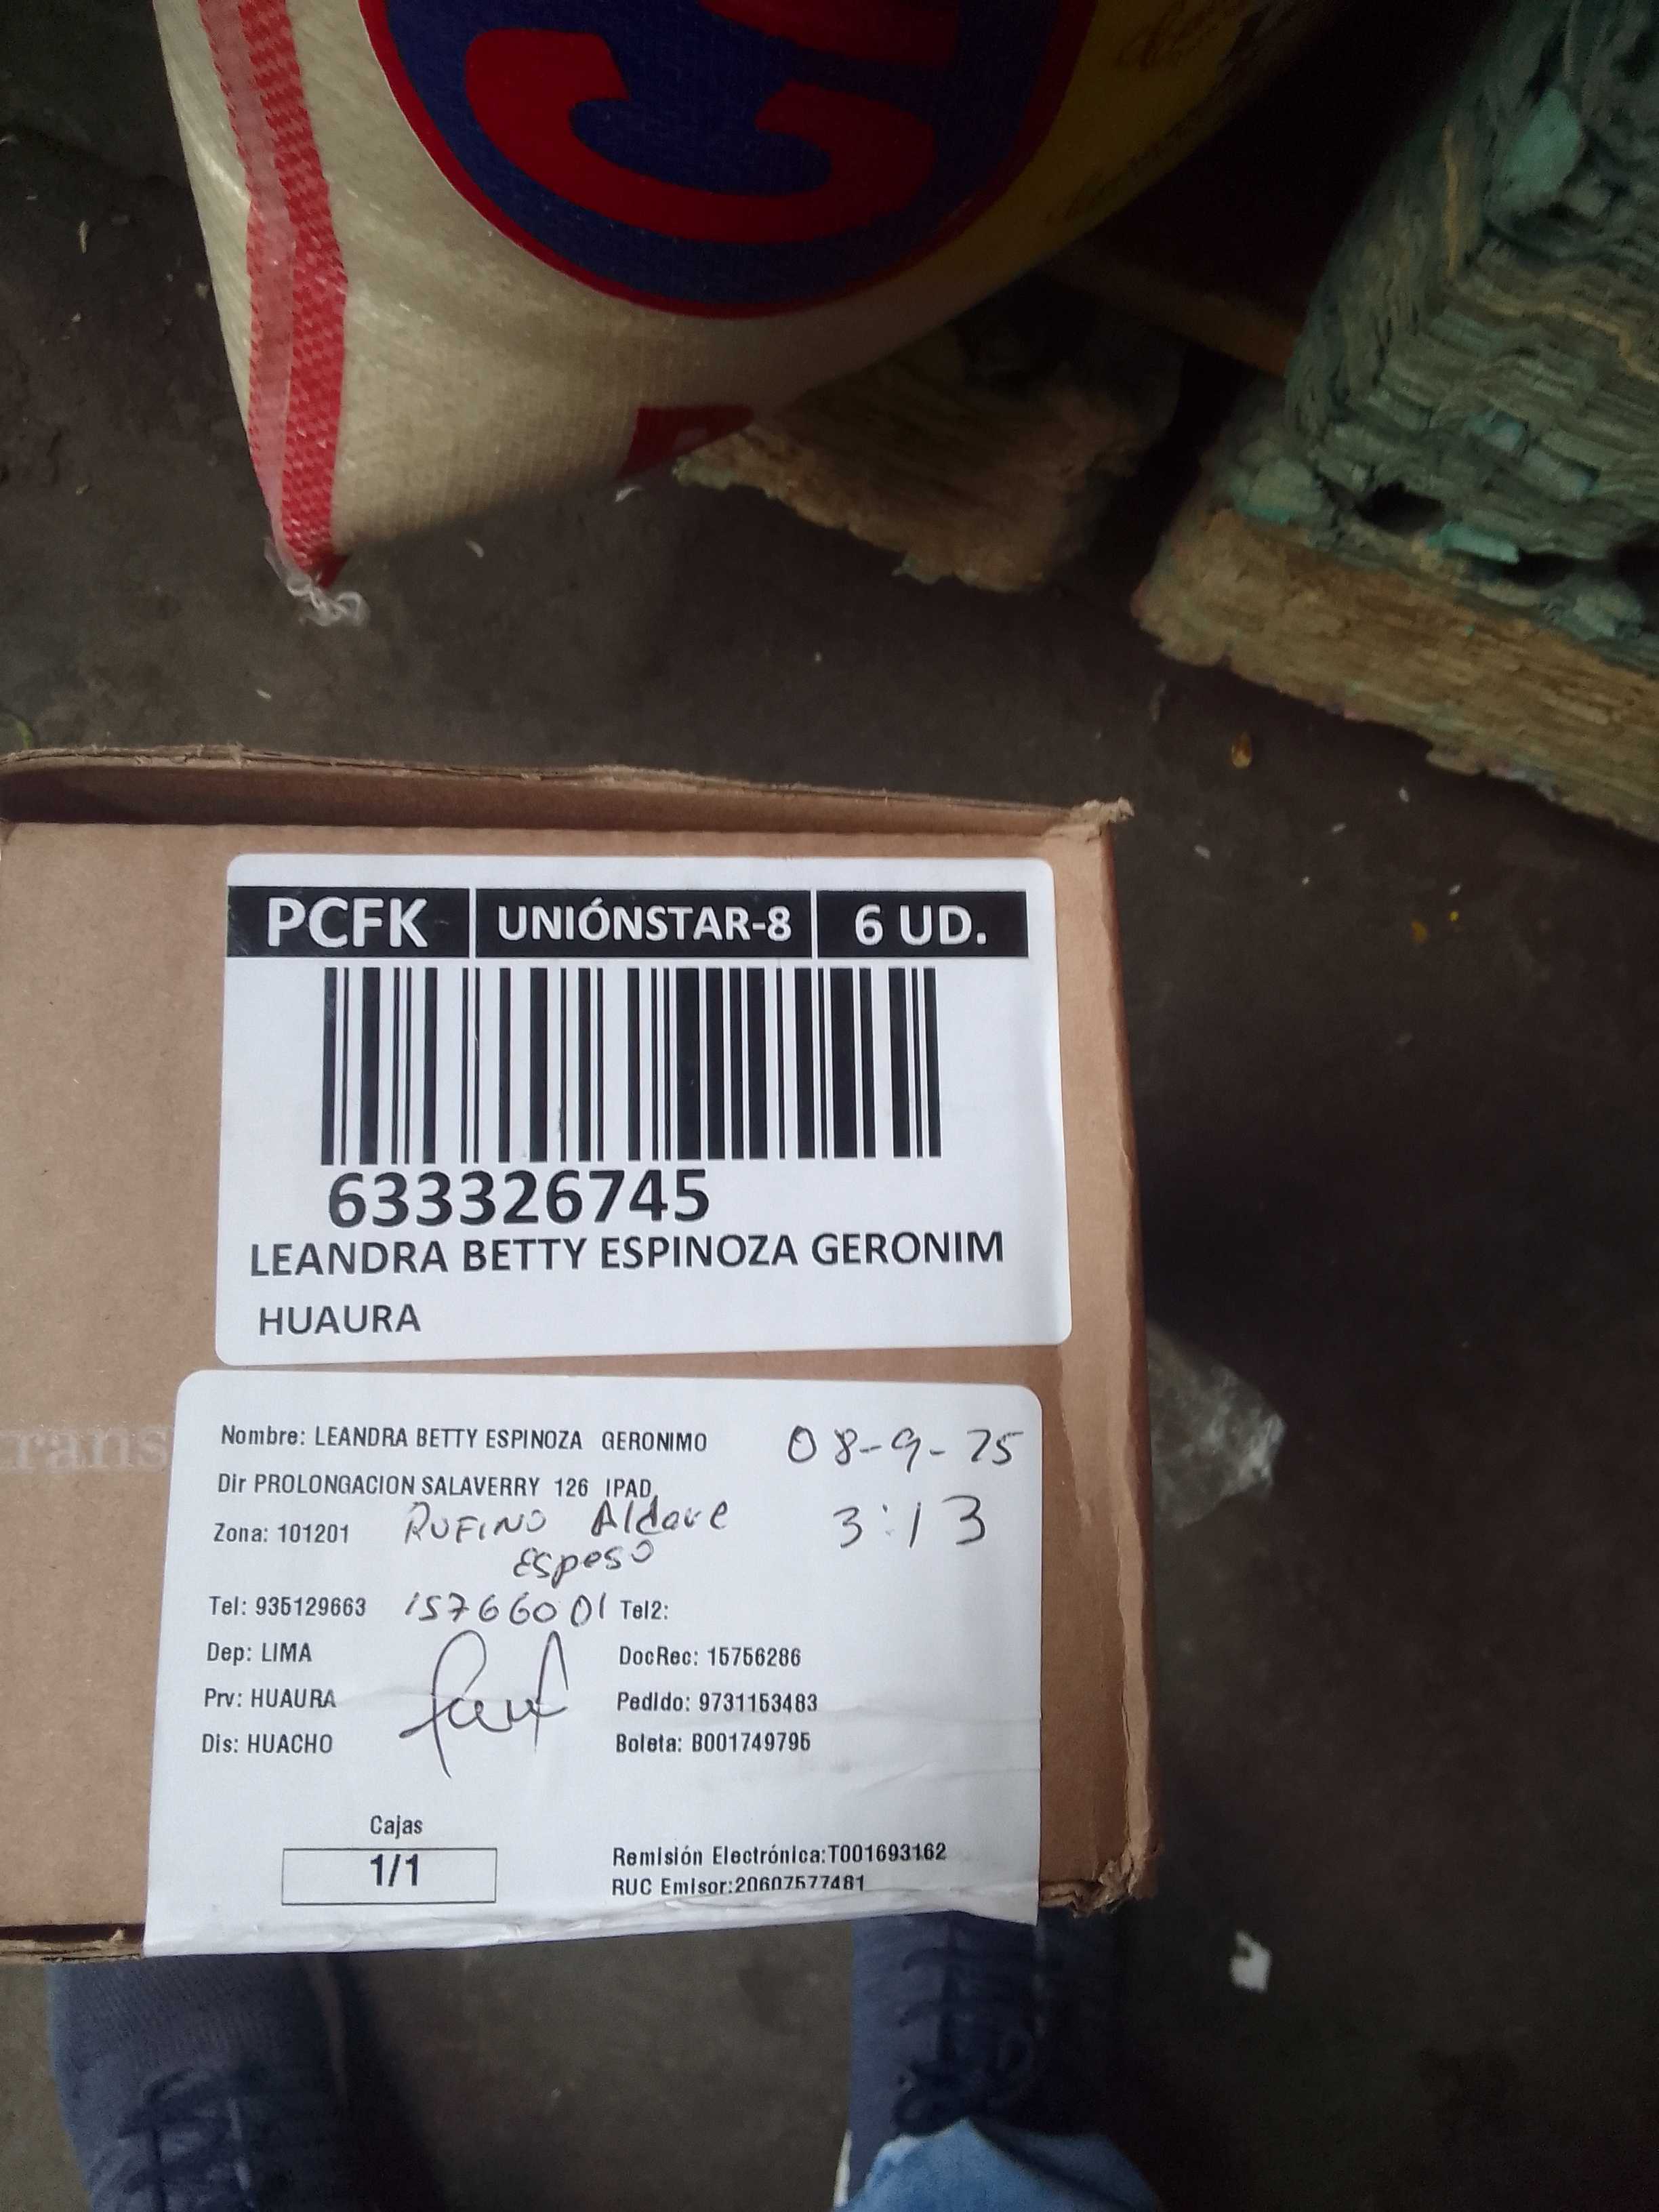 PCFK UNIÓNSTAR-8 6 UD.
633326745
LEANDRA BETTY ESPINOZA GERONIM
HUAURA
rans
Nombre: LEANDRA BETTY ESPINOZA GERONIMO 08-9-25
Dir PROLONGACION SALAVERRY 126 IPAD
Zona: 101201 RUFINO Aldave 3:13
Esposo
Tel: 935129663 15766001 Tel2:
Dep: LIMA DocRec: 15756286
Prv: HUAURA Pedido: 9731153483
Dis: HUACHO Boleta: B001749795
Cajas
1/1
Remisión Electrónica:T001693162
RUC Emisor:20607577481